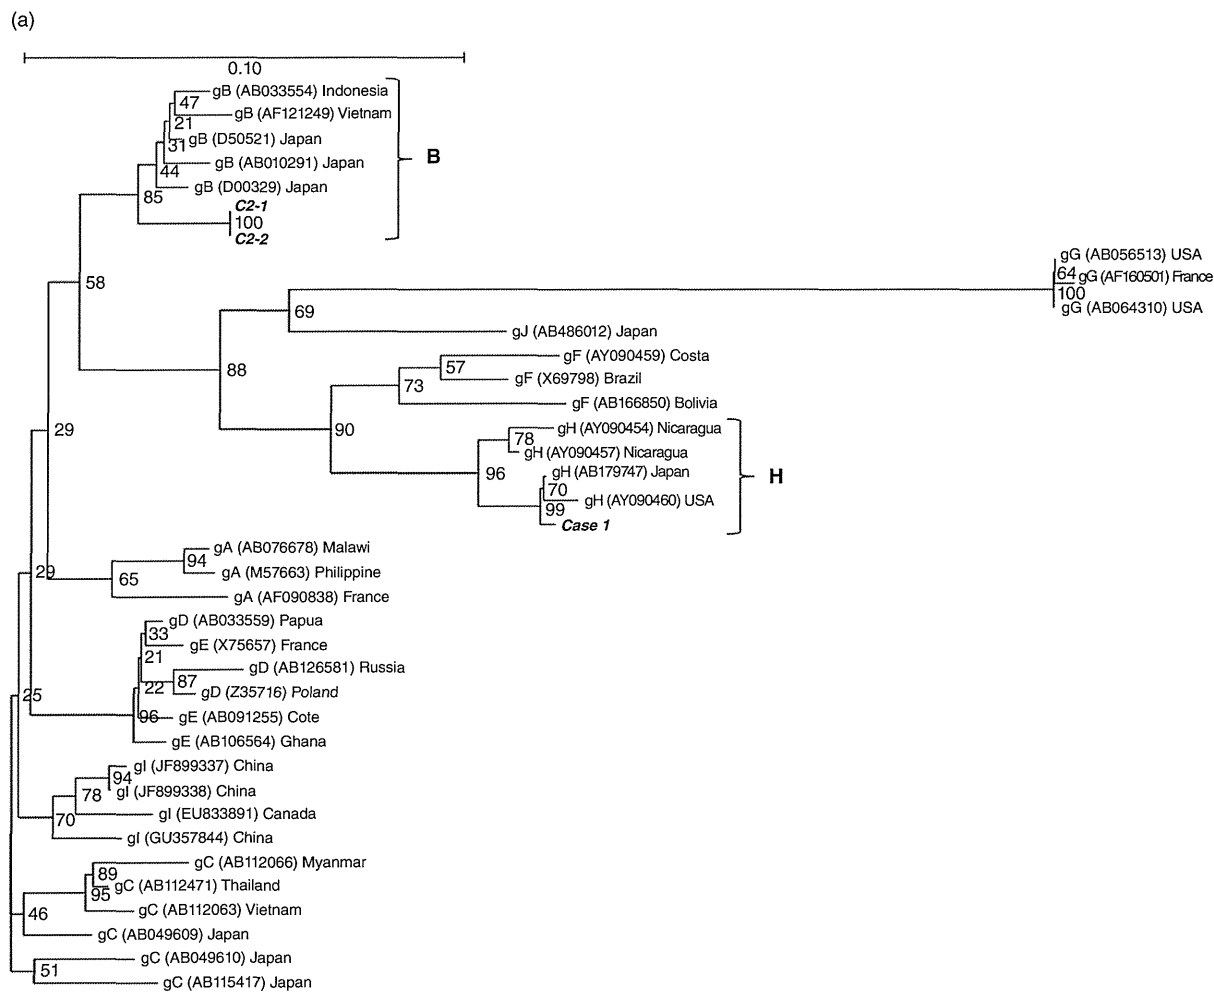 (a)
0.10
gB (AB033554) Indonesia
47
gB (AF121249) Vietnam
21
gB (D50521) Japan
31
gB (AB010291) Japan
44
gB (D00329) Japan
85
B
C2-1
100
C2-2
58
gG (AB056513) USA
64
gG (AF160501) France
100
gG (AB064310) USA
69
gJ (AB486012) Japan
88
gF (AY090459) Costa
57
gF (X69798) Brazil
73
gF (AB166850) Bolivia
90
29
gH (AY090454) Nicaragua
78
gH (AY090457) Nicaragua
96
gH (AB179747) Japan
70
gH (AY090460) USA
99
Case 1
H
gA (AB076678) Malawi
94
gA (M57663) Philippine
29
65
gA (AF090838) France
gD (AB033559) Papua
33
gE (X75657) France
21
gD (AB126581) Russia
22
87
gD (Z35716) Poland
25
96
gE (AB091255) Cote
gE (AB106564) Ghana
gI (JF899337) China
94
gI (JF899338) China
78
gI (EU833891) Canada
70
gI (GU357844) China
gC (AB112066) Myanmar
89
gC (AB112471) Thailand
95
gC (AB112063) Vietnam
46
gC (AB049609) Japan
gC (AB049610) Japan
51
gC (AB115417) Japan